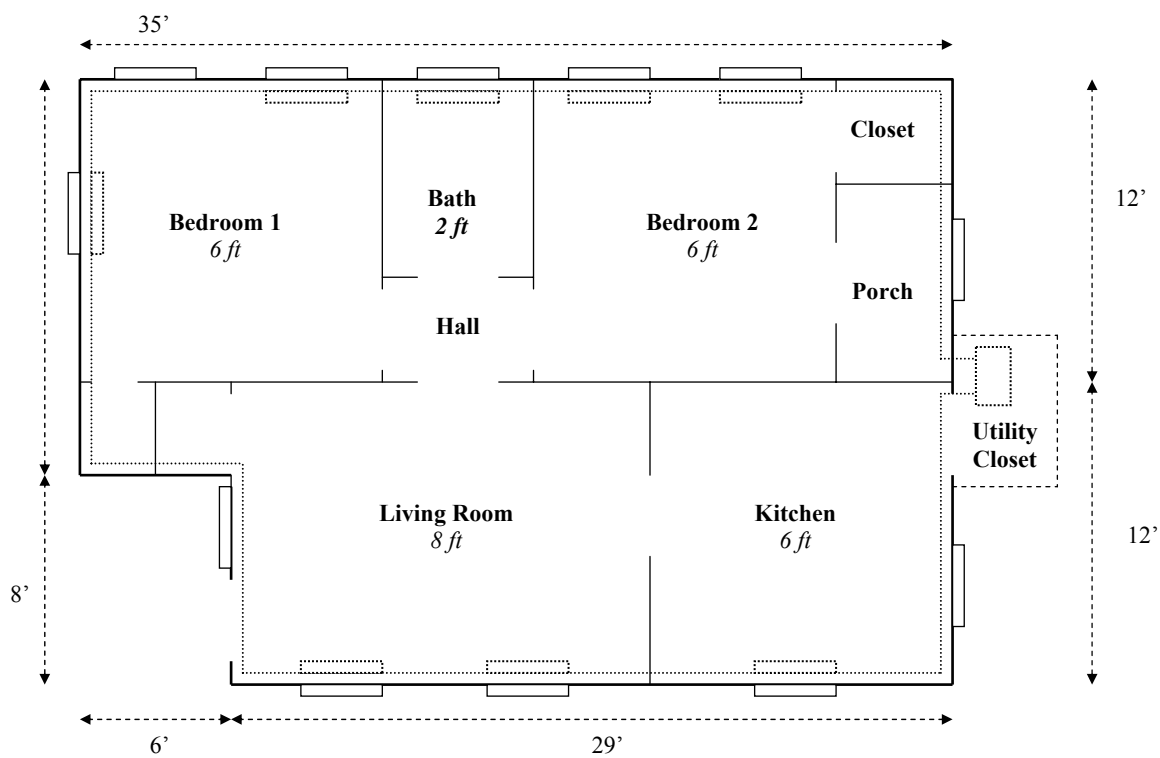 35’
Closet
Bath
2 ft
12’
Bedroom 1
6 ft
Bedroom 2
6 ft
Porch
Hall
Utility
Closet
Living Room
8 ft
Kitchen
6 ft
12’
8’
6’
29’